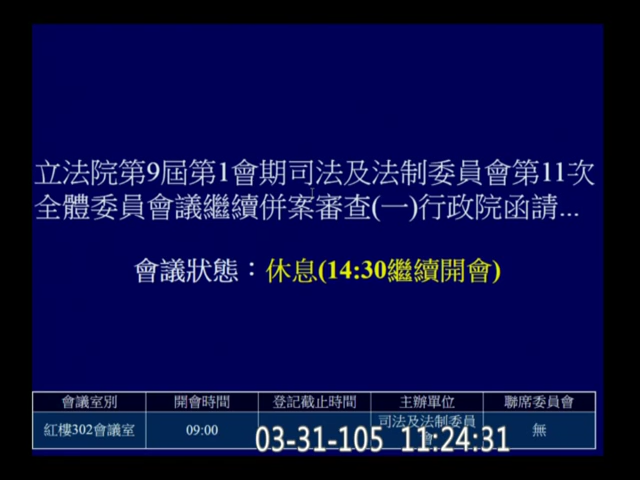 立法院第9屆第1會期司法及法制委員會第11次
全體委員會議繼續併案審查(一)行政院函請...
會議狀態：休息(14:30繼續開會)
會議室別 開會時間 登記截止時間 主辦單位 聯席委員會
紅樓302會議室 09:00 司法及法制委員會 無
03-31-105 11:24:31